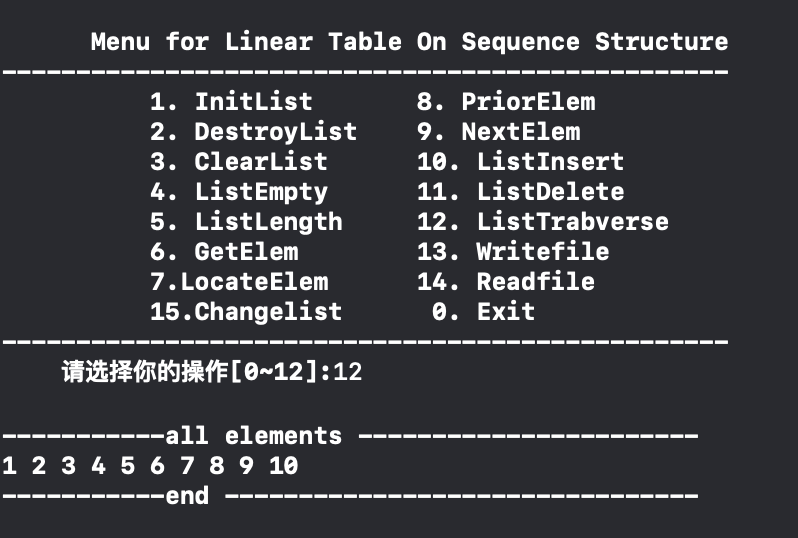 Menu for Linear Table On Sequence Structure
-------------------------------------------------
1. InitList 8. PriorElem
2. DestroyList 9. NextElem
3. ClearList 10. ListInsert
4. ListEmpty 11. ListDelete
5. ListLength 12. ListTrabverse
6. GetElem 13. Writefile
7.LocateElem 14. Readfile
15.Changelist 0. Exit
-------------------------------------------------
请选择你的操作[0~12]:12
-----------all elements -----------------------
1 2 3 4 5 6 7 8 9 10
-----------end --------------------------------